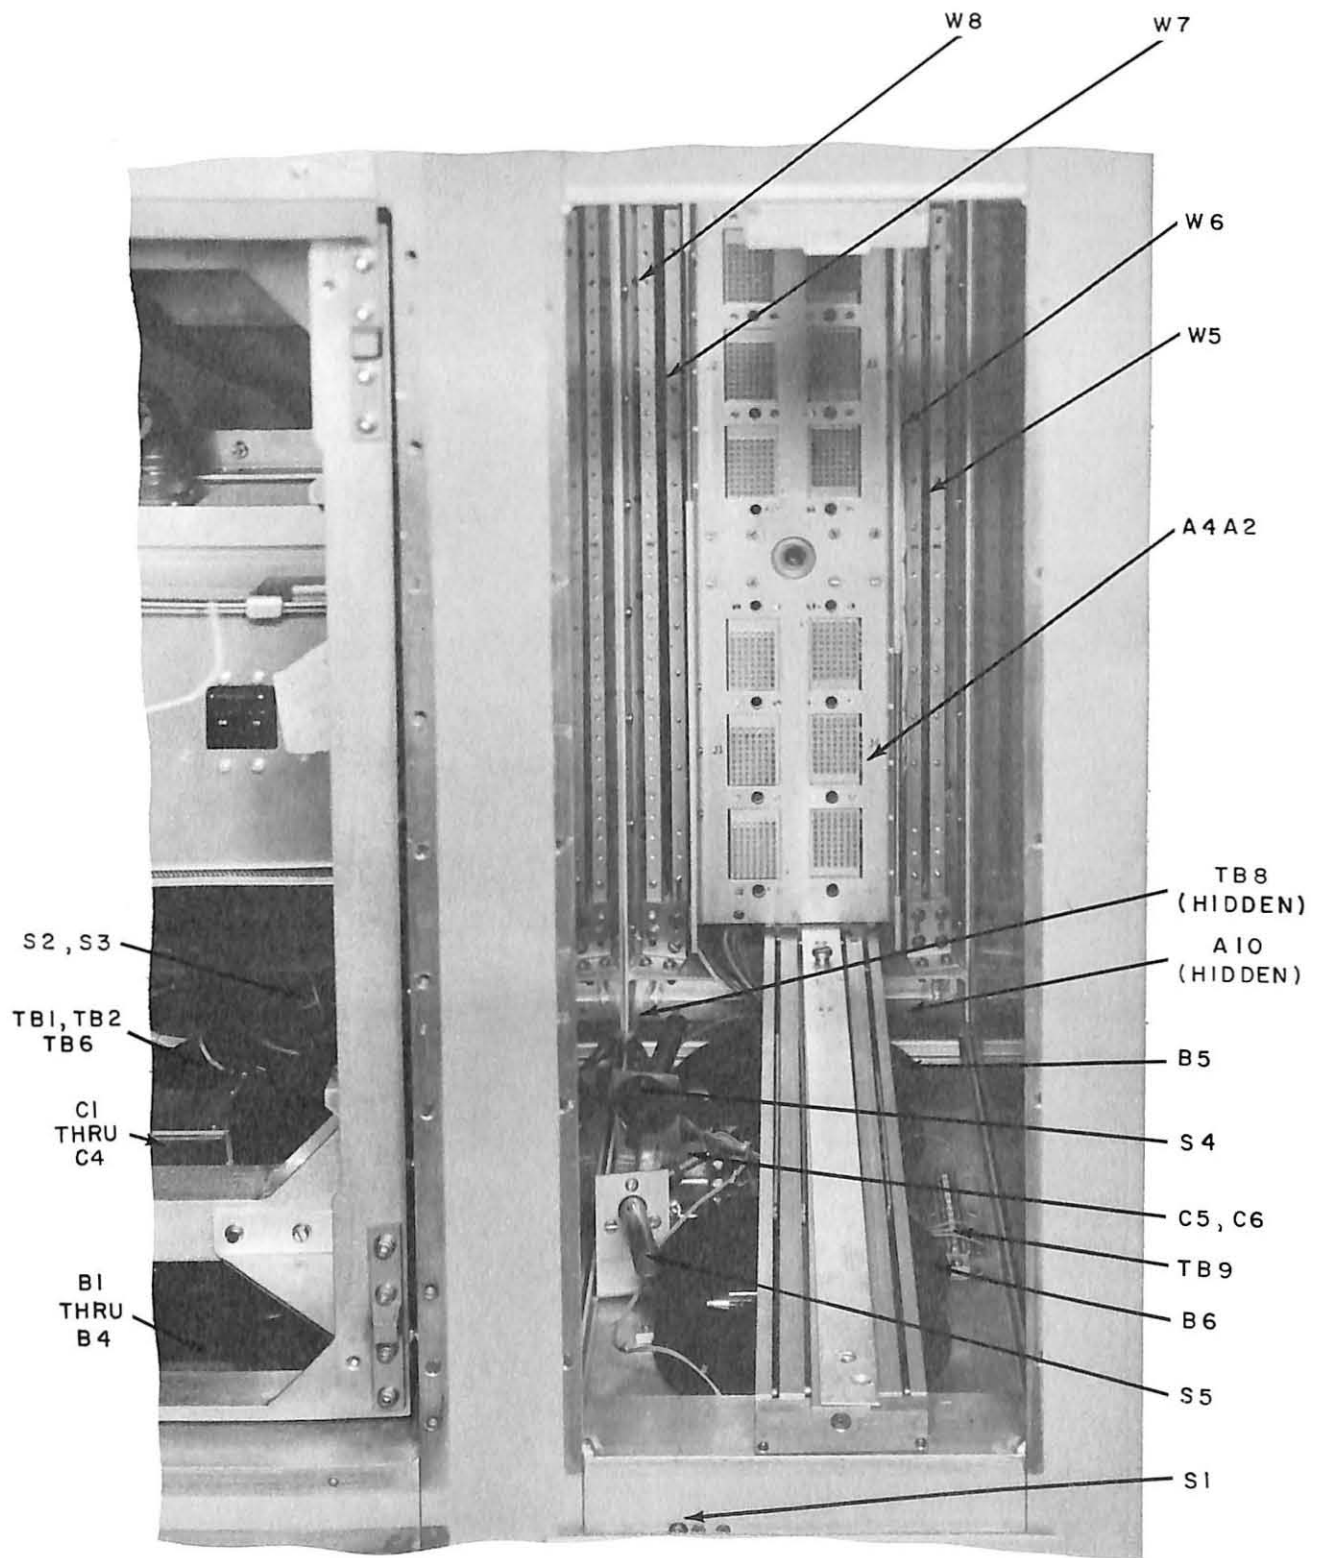 W8
W7
W6
W5
A4A2
TB8
(HIDDEN)
A10
(HIDDEN)
S2, S3
TB1, TB2
TB6
B5
C1
THRU
C4
S4
C5, C6
TB9
B1
THRU
B4
B6
S5
S1